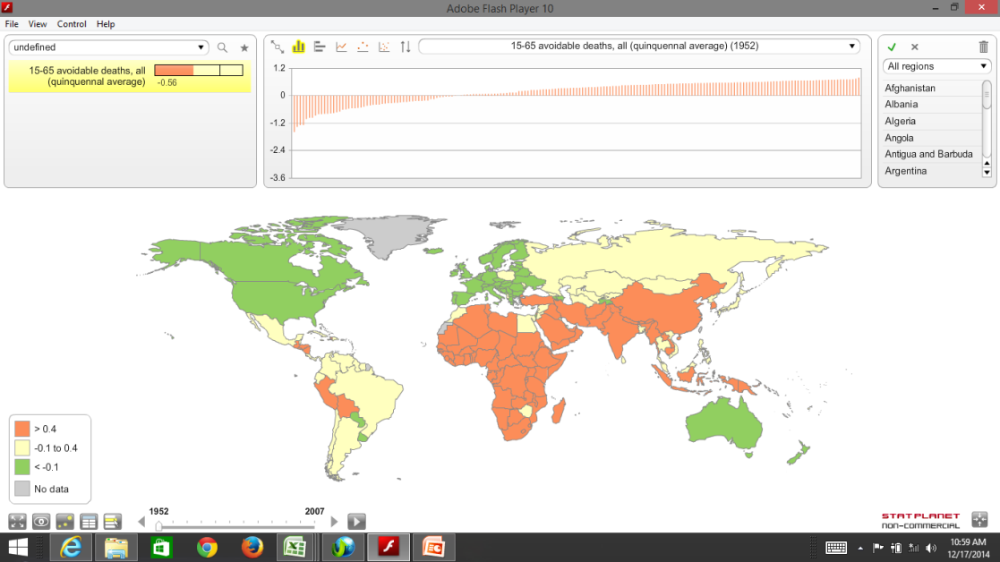 Adobe Flash Player 10
File View Control Help
undefined
15-65 avoidable deaths, all
(quinquennal average)
-0.56
15-65 avoidable deaths, all (quinquennal average) (1952)
1.2
0
-1.2
-2.4
-3.6
All regions
Afghanistan
Albania
Algeria
Angola
Antigua and Barbuda
Argentina
> 0.4
-0.1 to 0.4
< -0.1
No data
1952 2007
STATPLANET
NON-COMMERCIAL
10:59 AM
12/17/2014